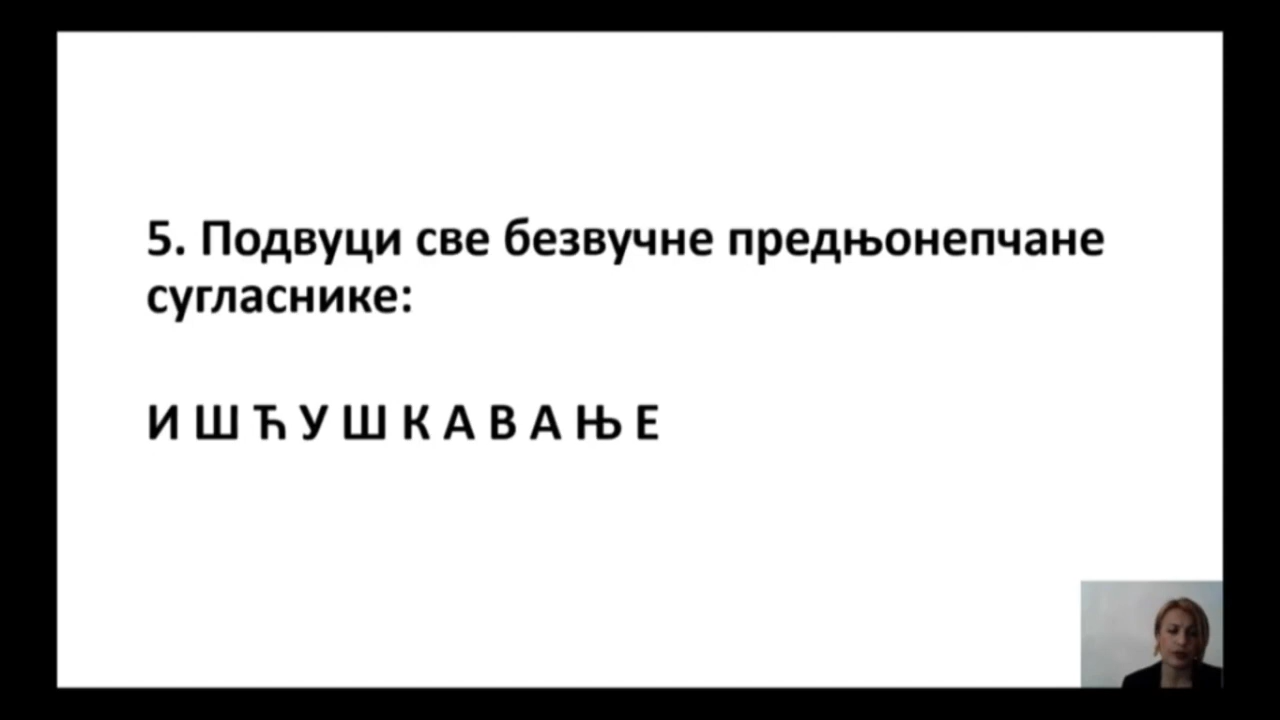 5. Подвуци све безвучне предњонепчане
сугласнике:
И Ш Ћ У Ш К А В А Њ Е